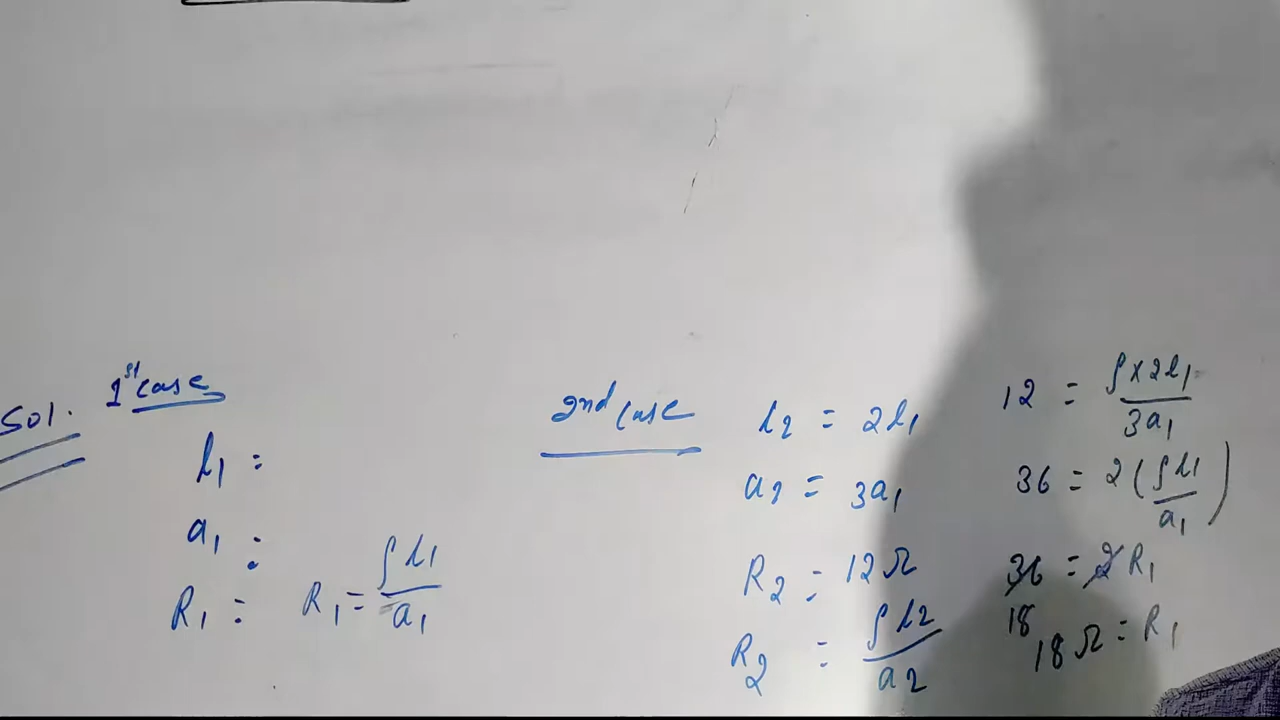 Sol. 1st case
l1 =
a1 =
R1 = R1 = ρl1/a1
2nd case
l2 = 2l1
a2 = 3a1
R2 = 12Ω
R2 = ρl2/a2
12 = ρ×2l1/3a1
36 = 2(ρl1/a1)
36 = 2R1
18
18Ω = R1